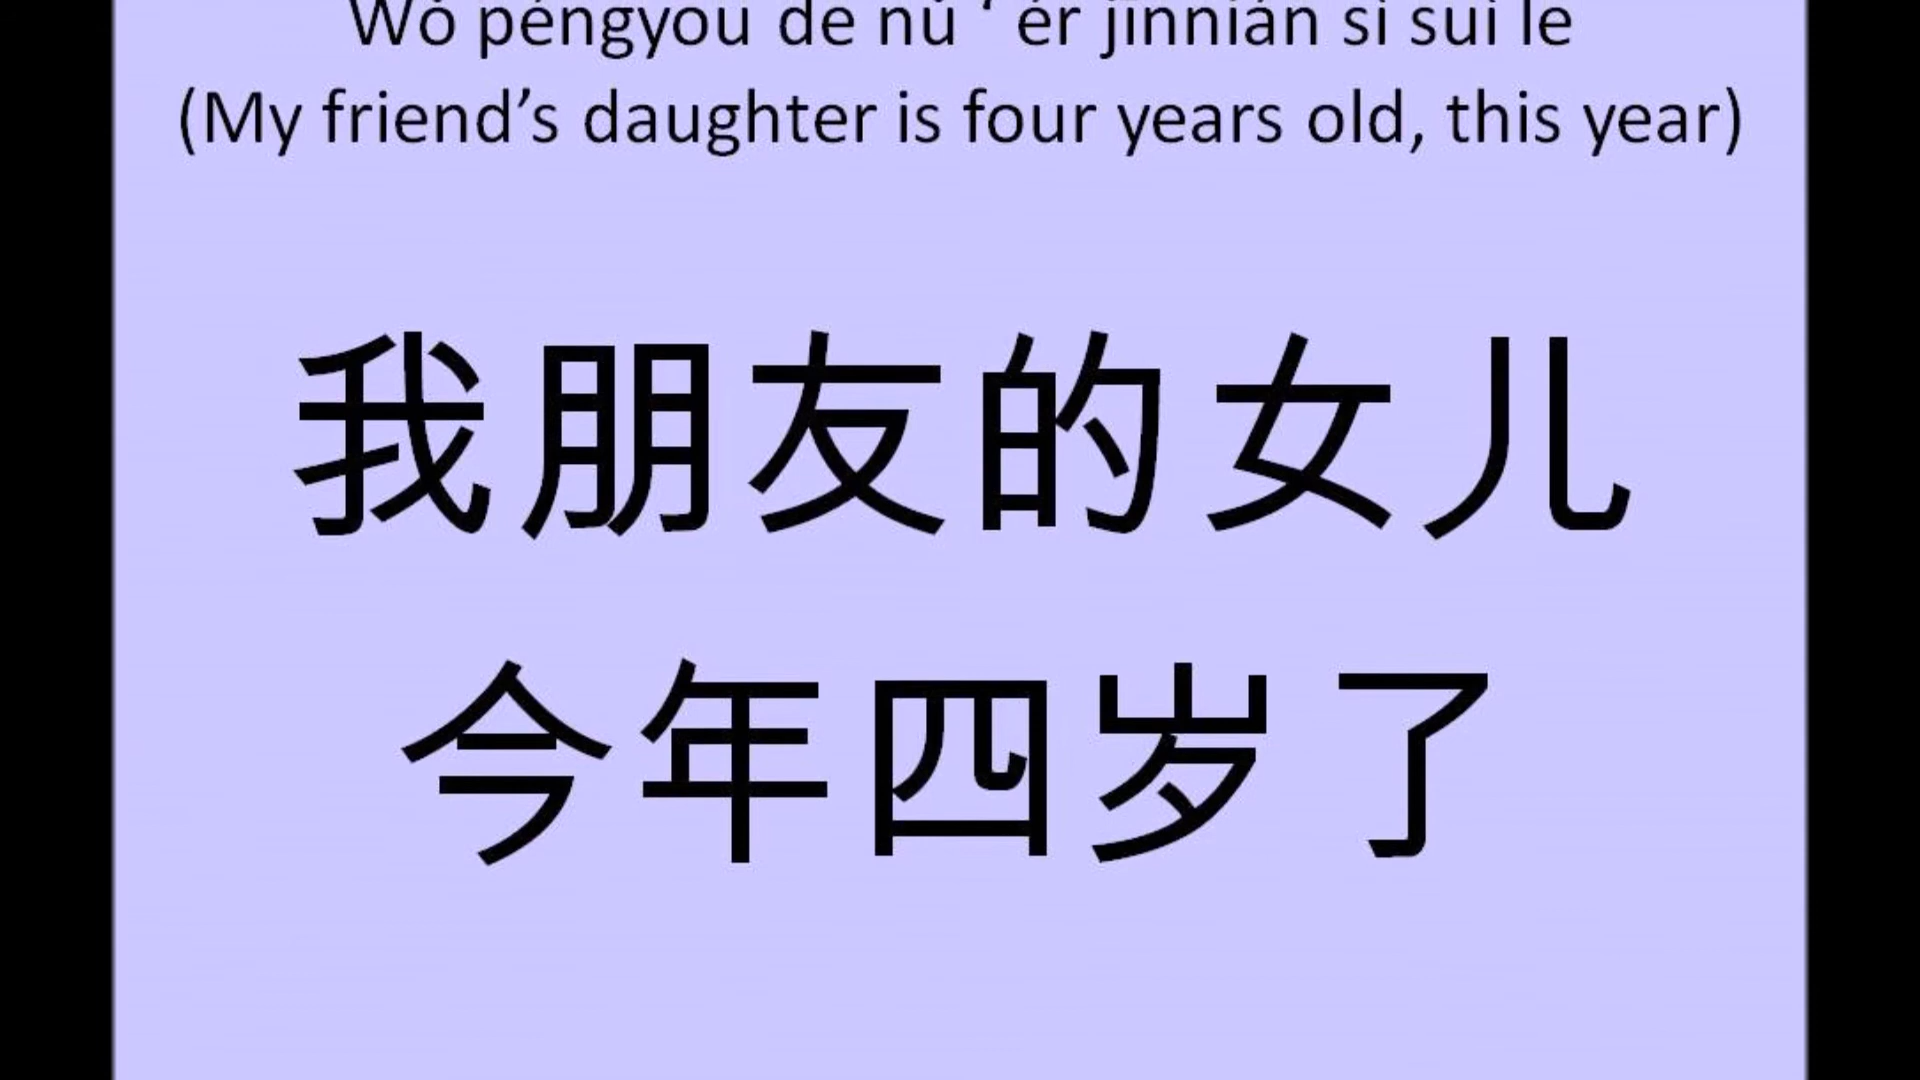 Wǒ péngyou de nǚ ‘ ér jīnnián sì suì le
(My friend’s daughter is four years old, this year)
我朋友的女儿
今年四岁了